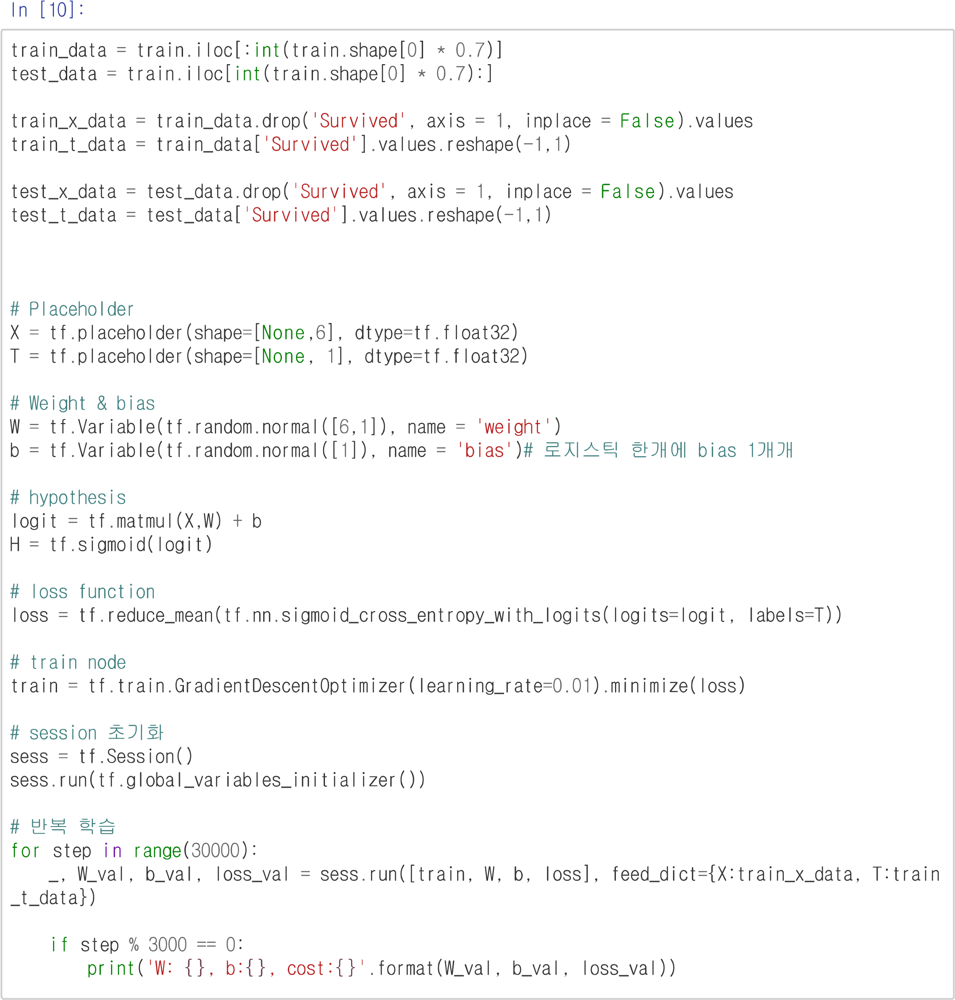 In [10]:
train_data = train.iloc[:int(train.shape[0] * 0.7)]
test_data = train.iloc[int(train.shape[0] * 0.7):]
train_x_data = train_data.drop('Survived', axis = 1, inplace = False).values
train_t_data = train_data['Survived'].values.reshape(-1,1)
test_x_data = test_data.drop('Survived', axis = 1, inplace = False).values
test_t_data = test_data['Survived'].values.reshape(-1,1)
# Placeholder
X = tf.placeholder(shape=[None,6], dtype=tf.float32)
T = tf.placeholder(shape=[None, 1], dtype=tf.float32)
# Weight & bias
W = tf.Variable(tf.random.normal([6,1]), name = 'weight')
b = tf.Variable(tf.random.normal([1]), name = 'bias')# 로지스틱 한개에 bias 1개개
# hypothesis
logit = tf.matmul(X,W) + b
H = tf.sigmoid(logit)
# loss function
loss = tf.reduce_mean(tf.nn.sigmoid_cross_entropy_with_logits(logits=logit, labels=T))
# train node
train = tf.train.GradientDescentOptimizer(learning_rate=0.01).minimize(loss)
# session 초기화
sess = tf.Session()
sess.run(tf.global_variables_initializer())
# 반복 학습
for step in range(30000):
    _, W_val, b_val, loss_val = sess.run([train, W, b, loss], feed_dict={X:train_x_data, T:train
_t_data})
    if step % 3000 == 0:
        print('W: {}, b:{}, cost:{}'.format(W_val, b_val, loss_val))